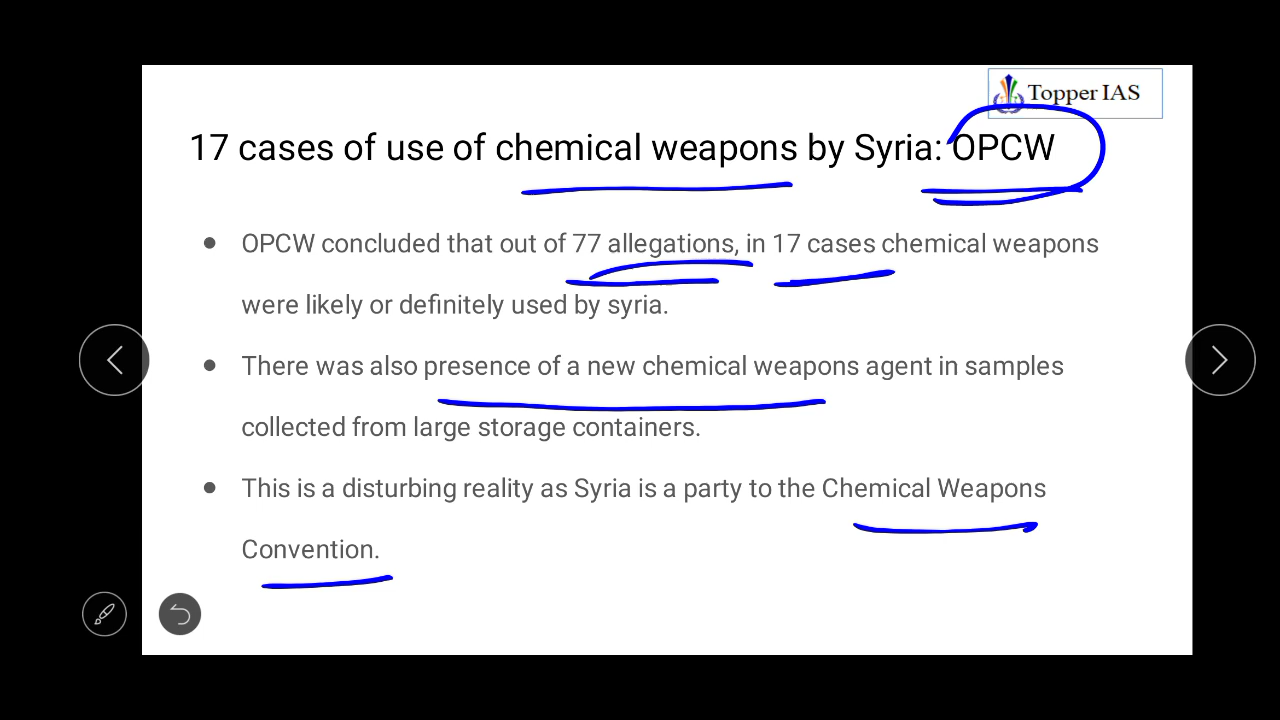 Topper IAS
17 cases of use of chemical weapons by Syria: OPCW
OPCW concluded that out of 77 allegations, in 17 cases chemical weapons
were likely or definitely used by syria.
There was also presence of a new chemical weapons agent in samples
collected from large storage containers.
This is a disturbing reality as Syria is a party to the Chemical Weapons
Convention.